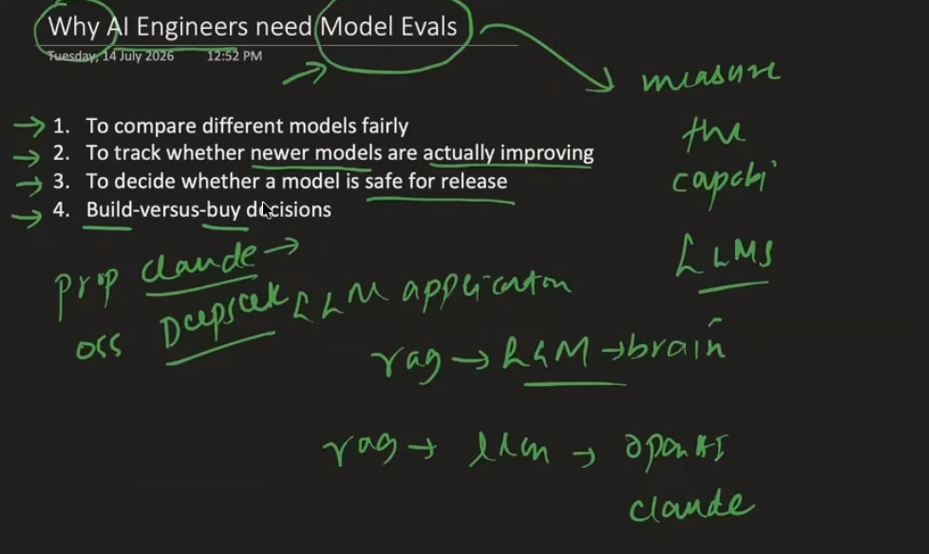 Why AI Engineers need Model Evals
Tuesday, 14 July 2026 12:52 PM
1. To compare different models fairly
2. To track whether newer models are actually improving
3. To decide whether a model is safe for release
4. Build-versus-buy decisions
measure
the
capabi
LLMs
prop claude →
oss Deepseek
LLM application
rag → LLM → brain
rag → llm → openAI
claude